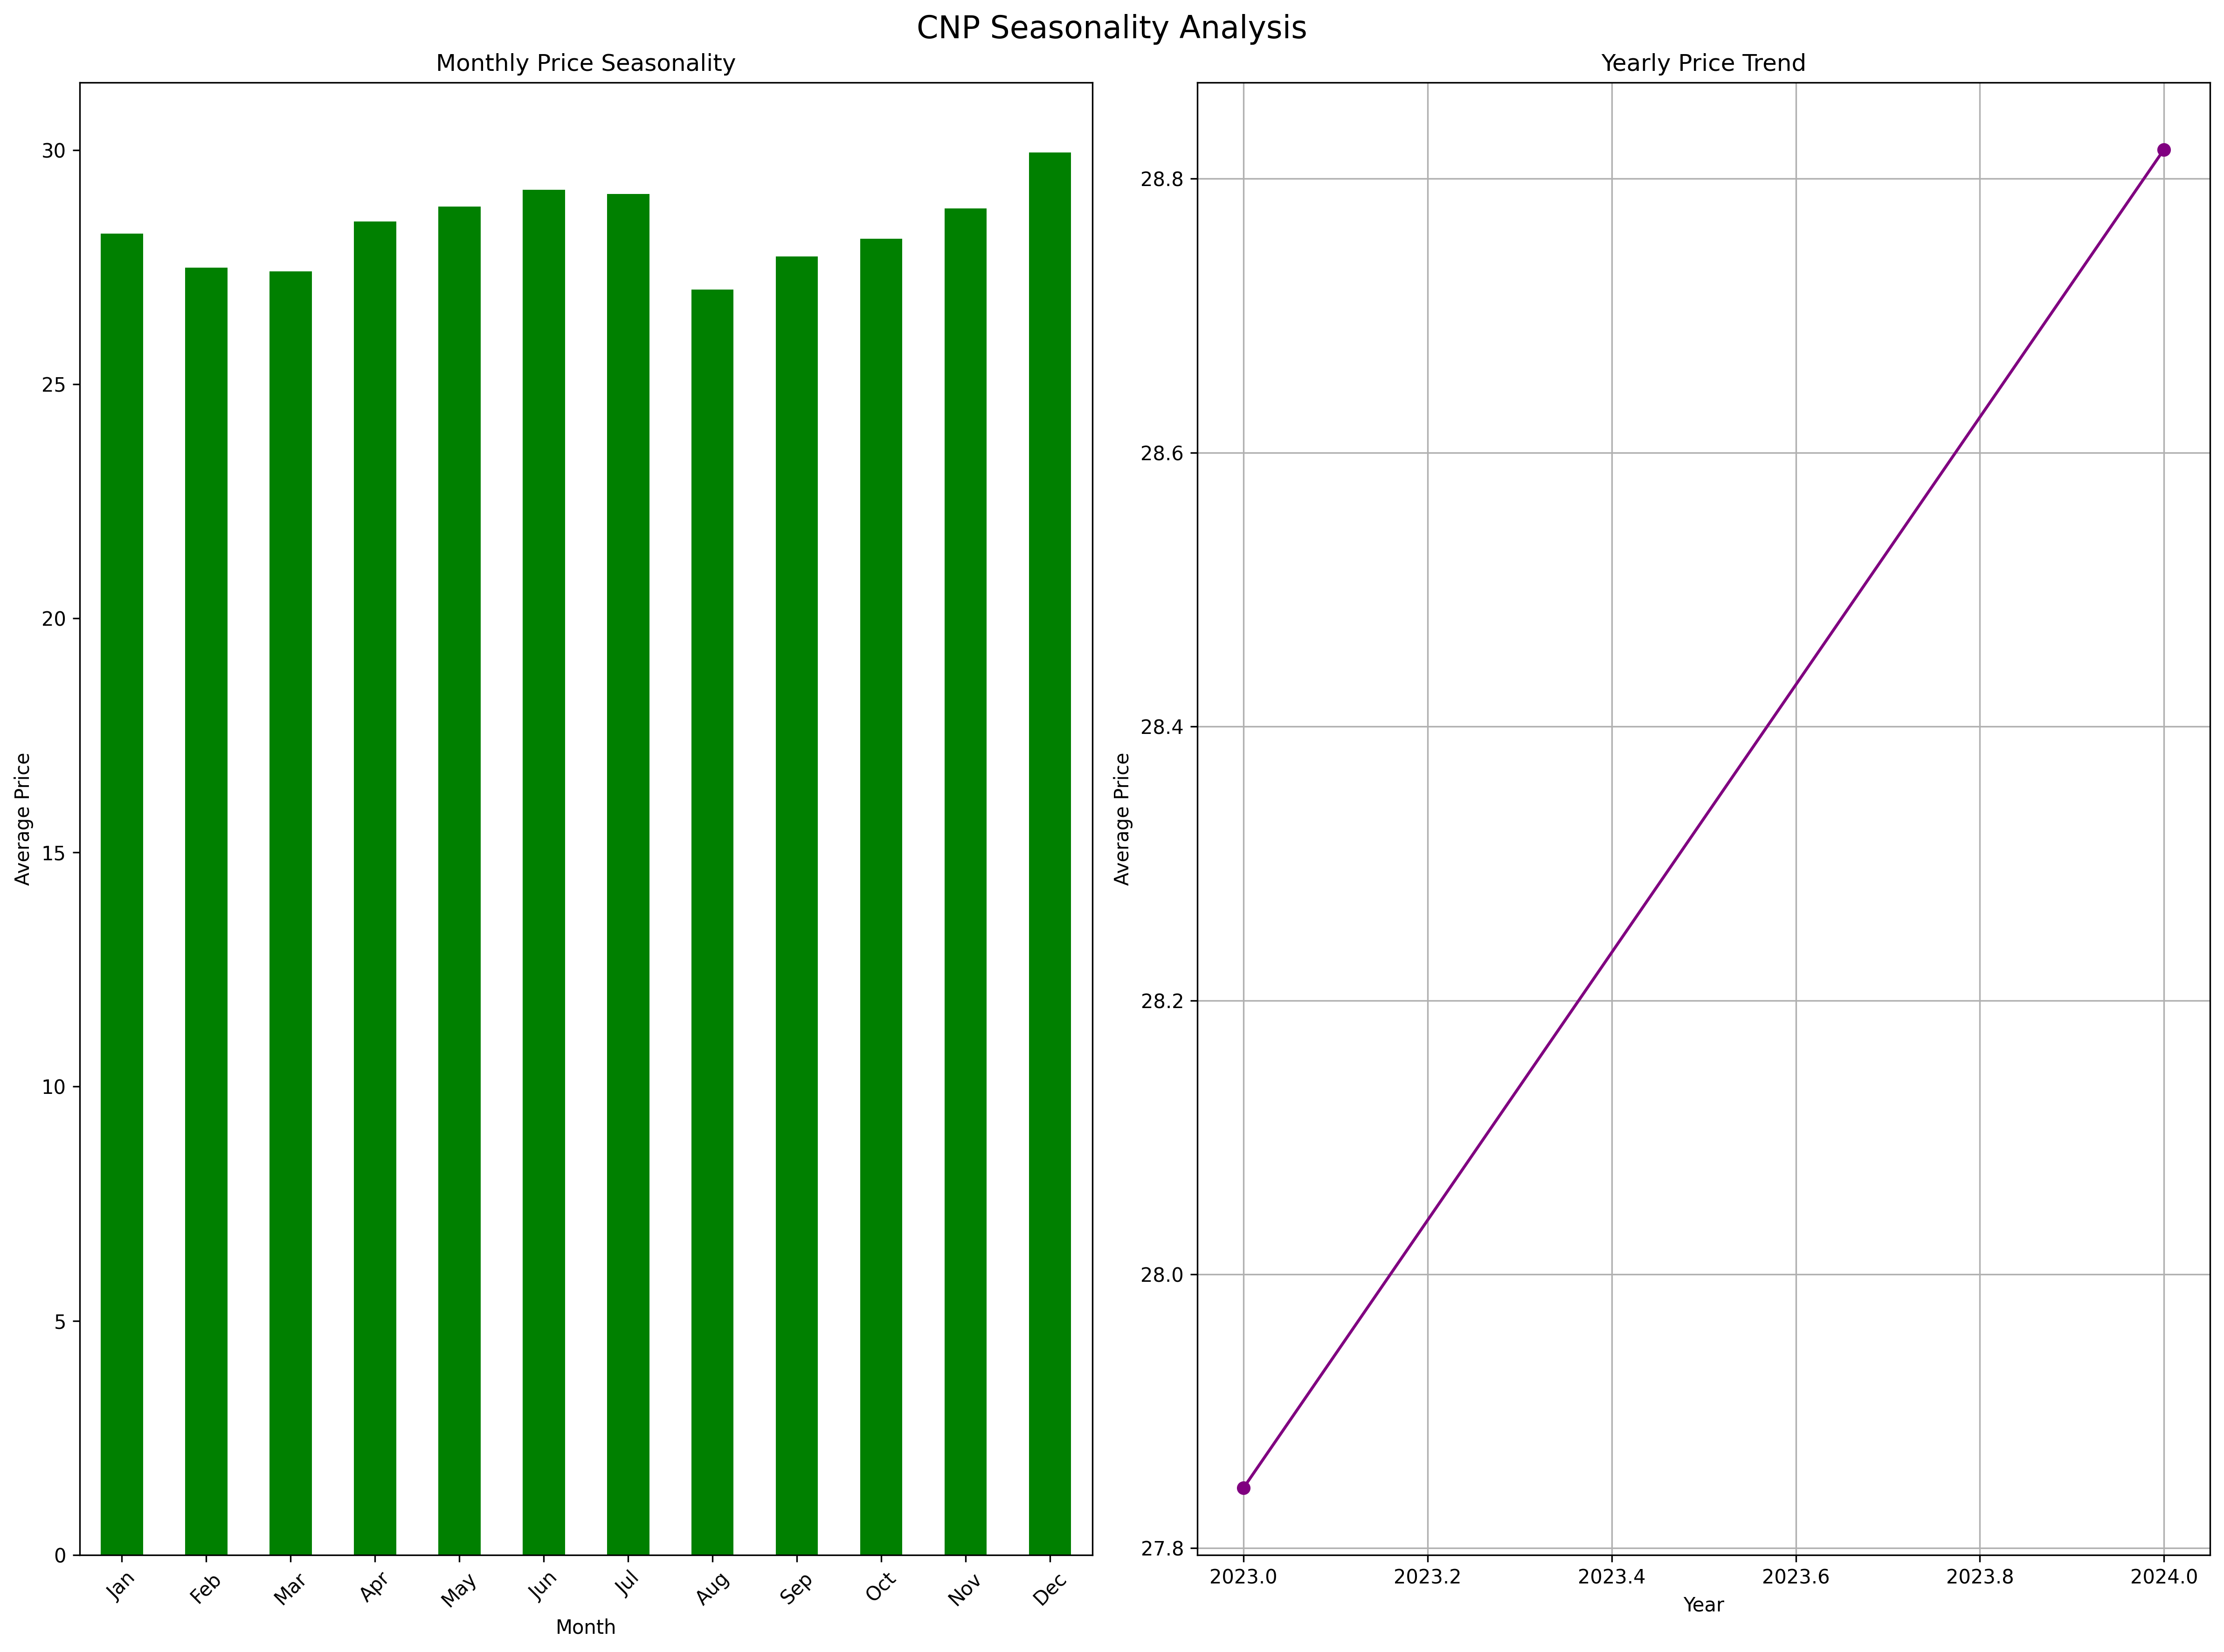 CNP Seasonality Analysis
Monthly Price Seasonality
30
25
20
15
10
5
0
Average Price
Jan
Feb
Mar
Apr
May
Jun
Jul
Aug
Sep
Oct
Nov
Dec
Month
Yearly Price Trend
28.8
28.6
28.4
28.2
28.0
27.8
Average Price
2023.0
2023.2
2023.4
2023.6
2023.8
2024.0
Year